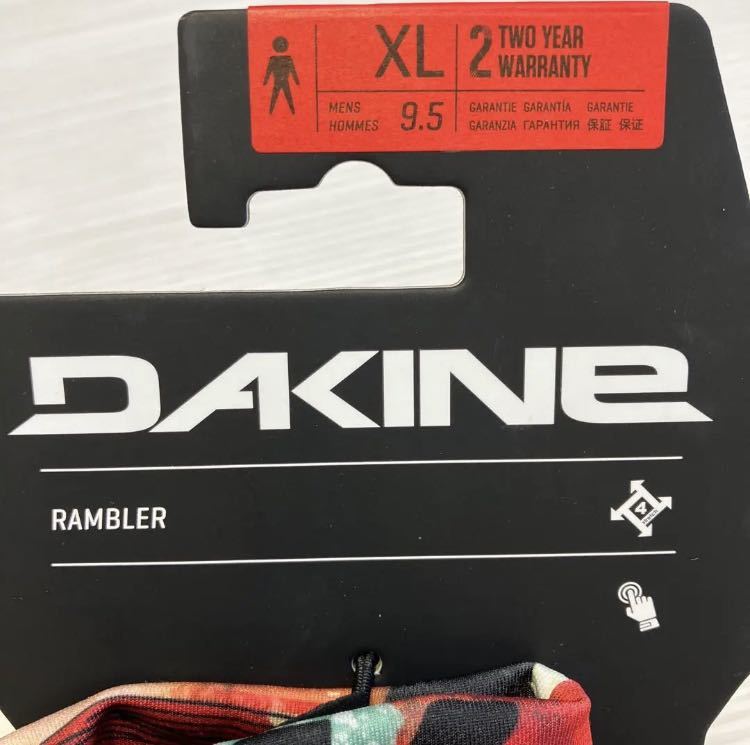 XL
2 TWO YEAR
WARRANTY
MENS
HOMMES 9.5
GARANTIE GARANTÍA GARANTIE
GARANZIA ГАРАНТИЯ 保証 保证
DAKINE
RAMBLER
4